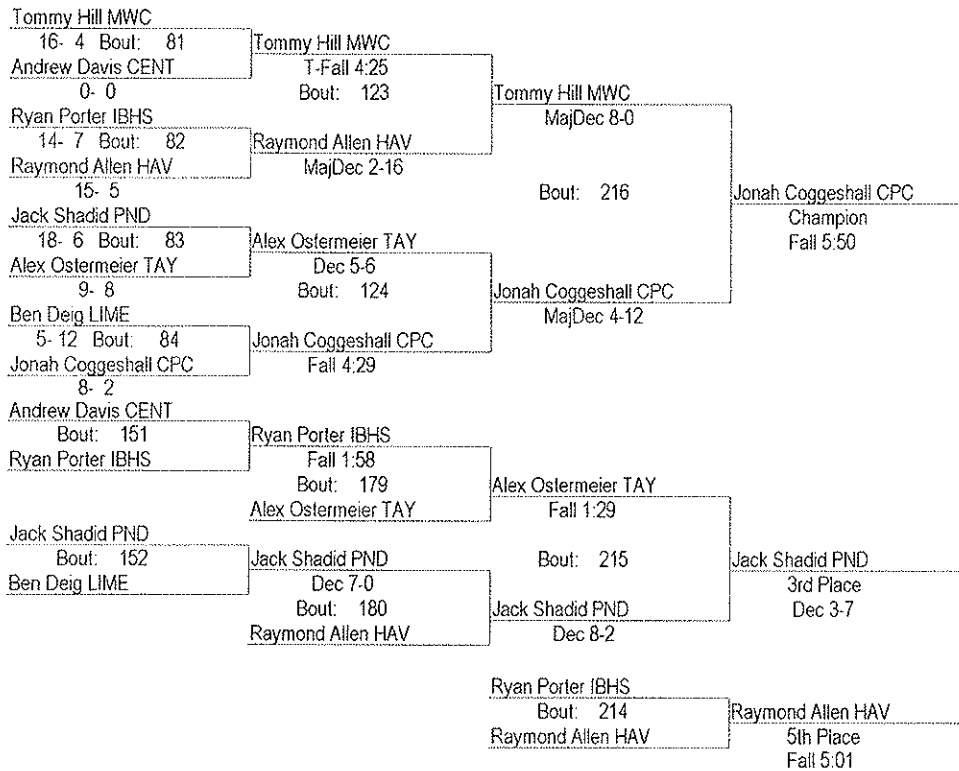 Tommy Hill MWC
16- 4 Bout: 81
Andrew Davis CENT
0- 0
Ryan Porter IBHS
14- 7 Bout: 82
Raymond Allen HAV
15- 5
Jack Shadid PND
18- 6 Bout: 83
Alex Ostermeier TAY
9- 8
Ben Deig LIME
5- 12 Bout: 84
Jonah Coggeshall CPC
8- 2
Tommy Hill MWC
T-Fall 4:25
Bout: 123
Raymond Allen HAV
MajDec 2-16
Alex Ostermeier TAY
Dec 5-6
Bout: 124
Jonah Coggeshall CPC
Fall 4:29
Tommy Hill MWC
MajDec 8-0
Bout: 216
Jonah Coggeshall CPC
MajDec 4-12
Jonah Coggeshall CPC
Champion
Fall 5:50
Andrew Davis CENT
Bout: 151
Ryan Porter IBHS
Jack Shadid PND
Bout: 152
Ben Deig LIME
Ryan Porter IBHS
Fall 1:58
Bout: 179
Alex Ostermeier TAY
Jack Shadid PND
Dec 7-0
Bout: 180
Raymond Allen HAV
Alex Ostermeier TAY
Fall 1:29
Bout: 215
Jack Shadid PND
Dec 8-2
Jack Shadid PND
3rd Place
Dec 3-7
Ryan Porter IBHS
Bout: 214
Raymond Allen HAV
Raymond Allen HAV
5th Place
Fall 5:01